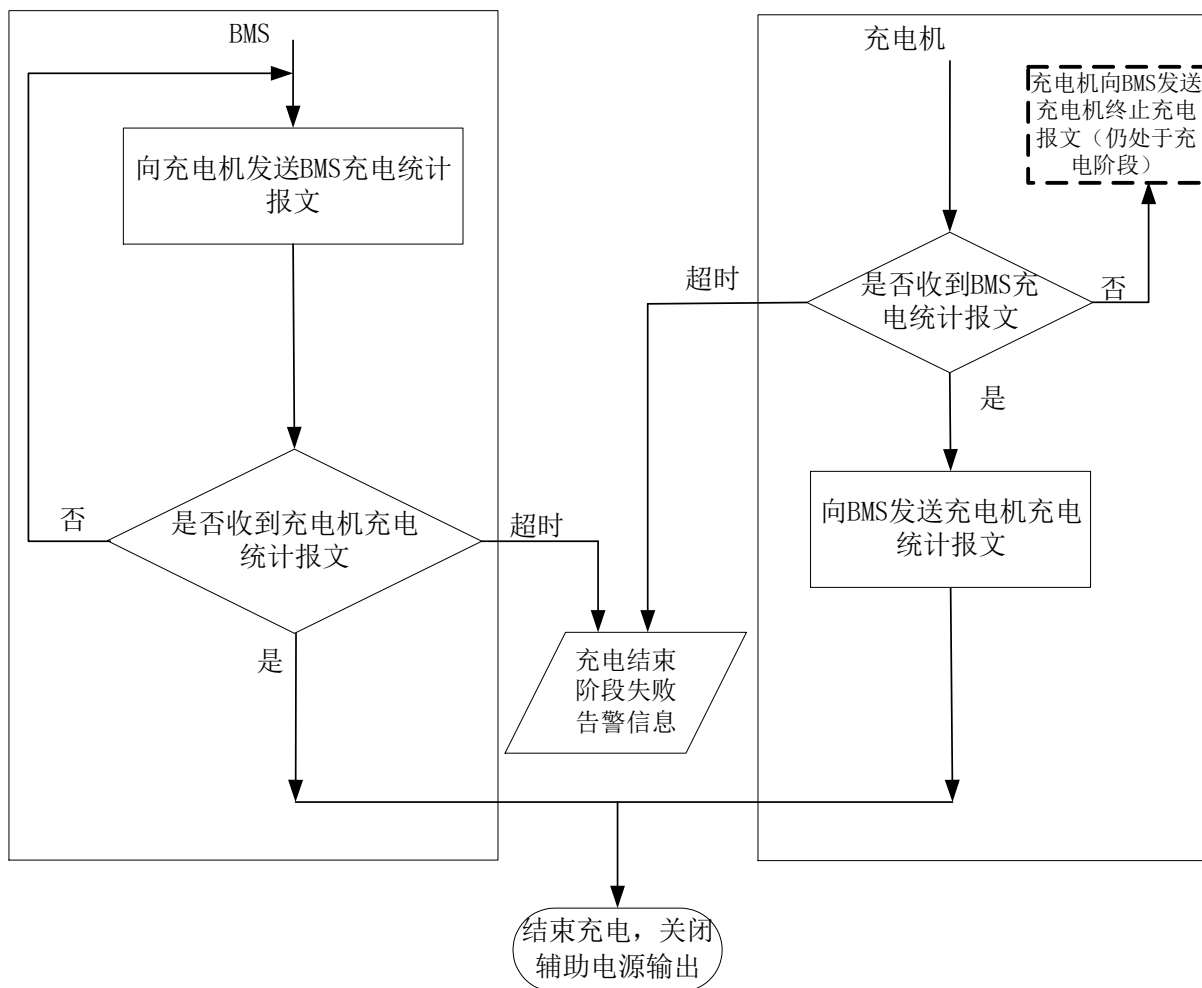 BMS
向充电机发送BMS充电统计
报文
否
是否收到充电机充电
统计报文
超时
是
充电结束
阶段失败
告警信息
充电机
充电机向BMS发送
充电机终止充电
报文（仍处于充
电阶段）
超时
是否收到BMS充
电统计报文
否
是
向BMS发送充电机充电
统计报文
结束充电，关闭
辅助电源输出